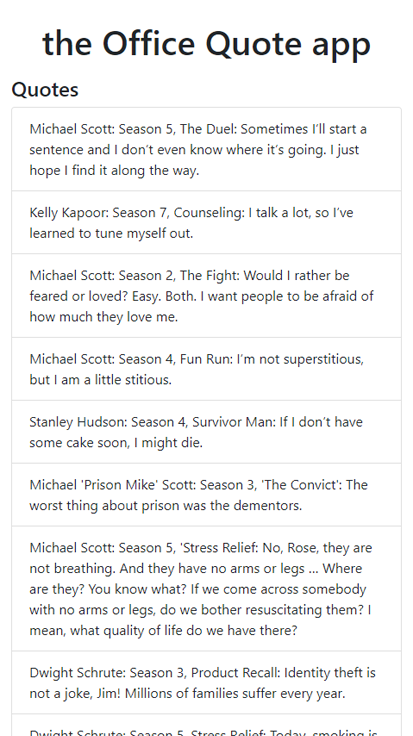 the Office Quote app
Quotes
Michael Scott: Season 5, The Duel: Sometimes I’ll start a
sentence and I don’t even know where it’s going. I just
hope I find it along the way.
Kelly Kapoor: Season 7, Counseling: I talk a lot, so I’ve
learned to tune myself out.
Michael Scott: Season 2, The Fight: Would I rather be
feared or loved? Easy. Both. I want people to be afraid of
how much they love me.
Michael Scott: Season 4, Fun Run: I’m not superstitious,
but I am a little stitious.
Stanley Hudson: Season 4, Survivor Man: If I don’t have
some cake soon, I might die.
Michael 'Prison Mike' Scott: Season 3, 'The Convict': The
worst thing about prison was the dementors.
Michael Scott: Season 5, 'Stress Relief: No, Rose, they are
not breathing. And they have no arms or legs … Where
are they? You know what? If we come across somebody
with no arms or legs, do we bother resuscitating them? I
mean, what quality of life do we have there?
Dwight Schrute: Season 3, Product Recall: Identity theft is
not a joke, Jim! Millions of families suffer every year.
Dwight Schrute: Season 5, Stress Relief: Today, smoking is